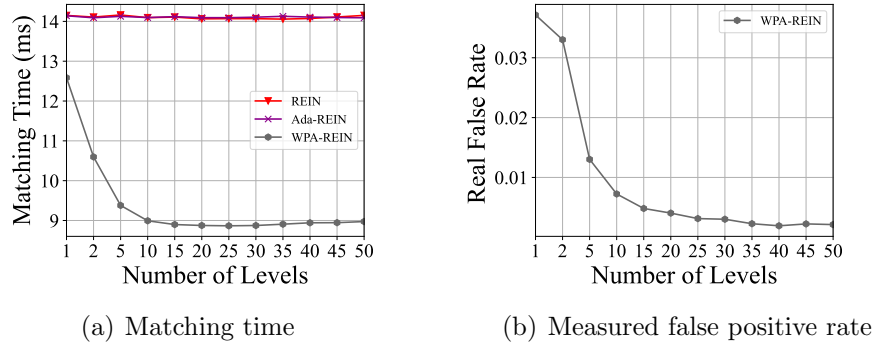 14
13
12
11
10
9
Matching Time (ms)
REIN
Ada-REIN
WPA-REIN
1 2 5 10 15 20 25 30 35 40 45 50
Number of Levels
(a) Matching time
0.03
0.02
0.01
Real False Rate
WPA-REIN
1 2 5 10 15 20 25 30 35 40 45 50
Number of Levels
(b) Measured false positive rate